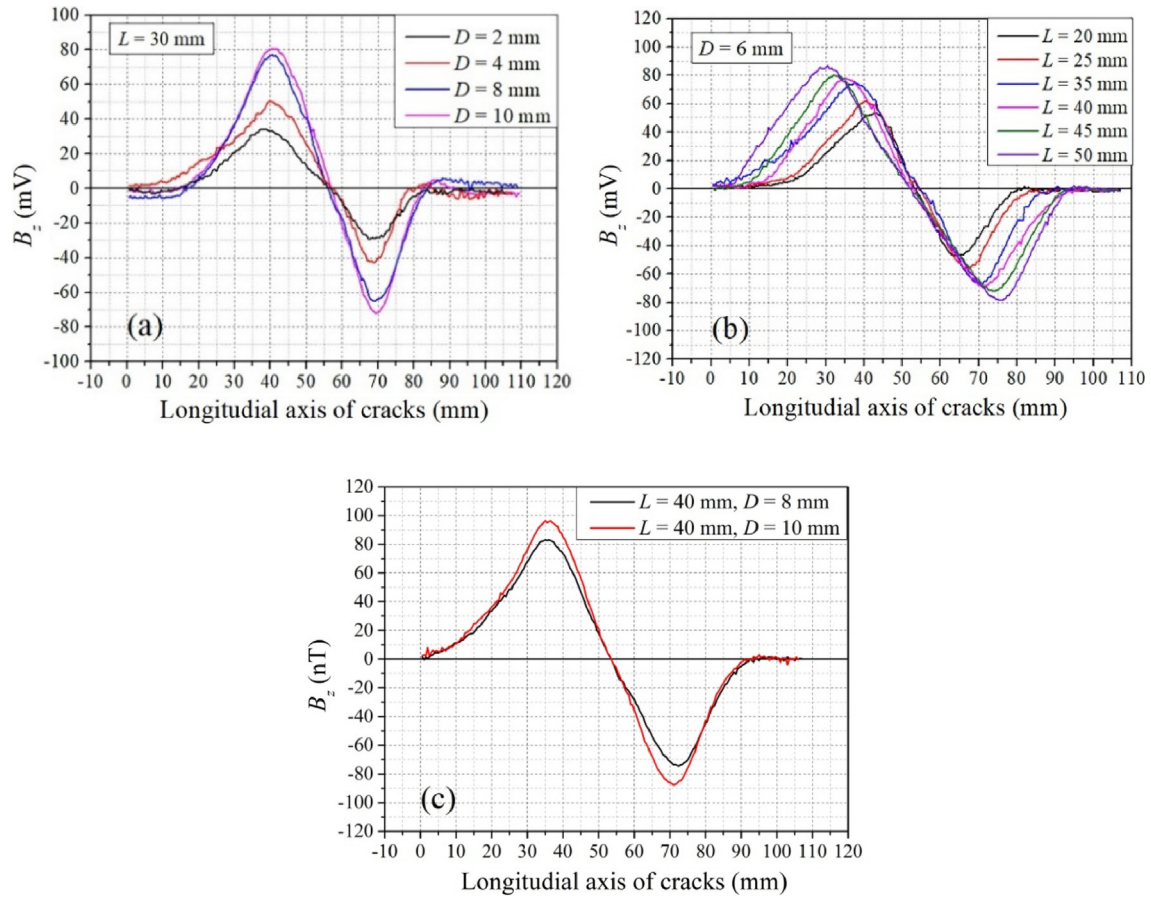 L = 30 mm
D = 2 mm
D = 4 mm
D = 8 mm
D = 10 mm
100
80
60
40
20
0
-20
-40
-60
-80
-100
B_z (mV)
(a)
-10 0 10 20 30 40 50 60 70 80 90 100 110 120
Longitudial axis of cracks (mm)
D = 6 mm
L = 20 mm
L = 25 mm
L = 35 mm
L = 40 mm
L = 45 mm
L = 50 mm
120
100
80
60
40
20
0
-20
-40
-60
-80
-100
-120
B_z (mV)
(b)
-10 0 10 20 30 40 50 60 70 80 90 100 110
Longitudial axis of cracks (mm)
L = 40 mm, D = 8 mm
L = 40 mm, D = 10 mm
120
100
80
60
40
20
0
-20
-40
-60
-80
-100
-120
B_z (nT)
(c)
-10 0 10 20 30 40 50 60 70 80 90 100 110 120
Longitudial axis of cracks (mm)